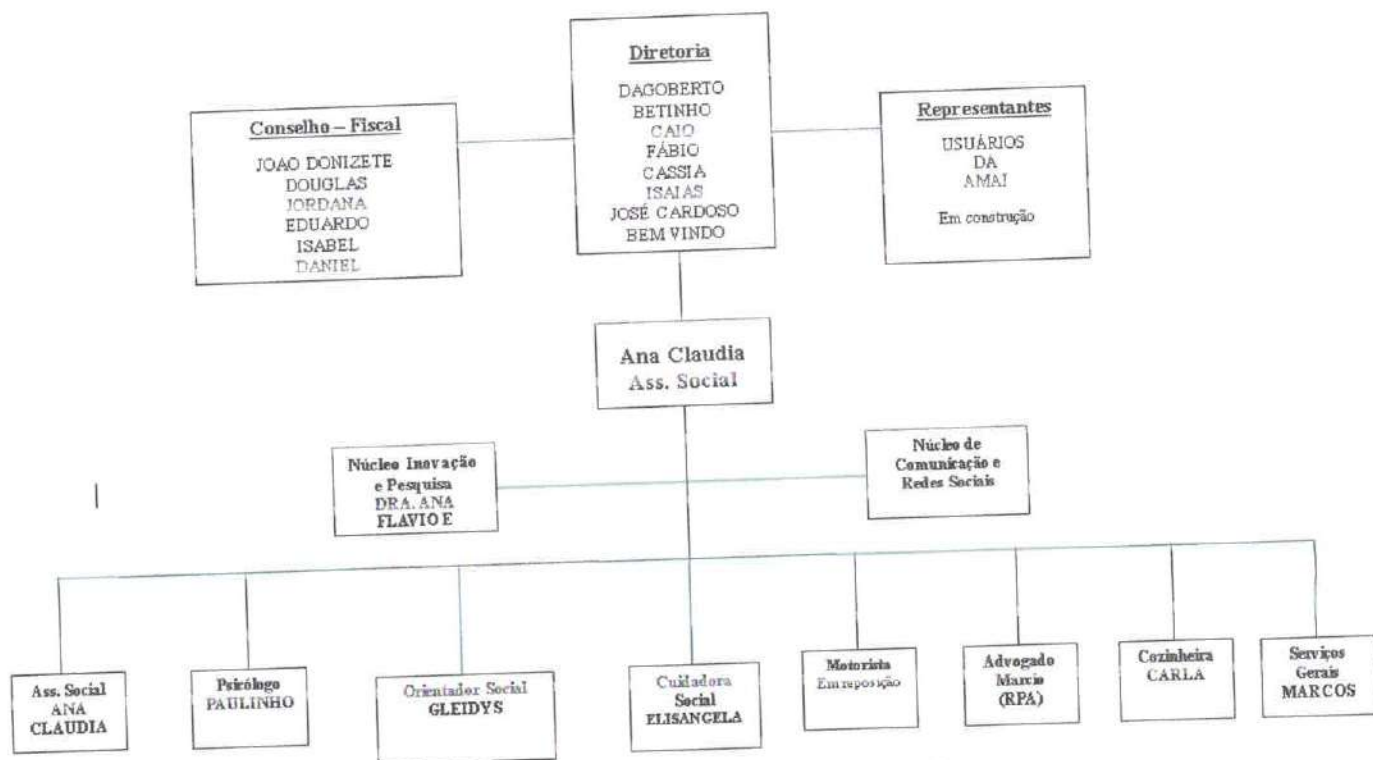 Diretoria
DAGOBERTO
BETINHO
CAIO
FÁBIO
CASSIA
ISAIAS
JOSÉ CARDOSO
BEM VINDO
Conselho – Fiscal
JOAO DONIZETE
DOUGLAS
JORDANA
EDUARDO
ISABEL
DANIEL
Representantes
USUÁRIOS
DA
AMAI
Em construção
Ana Claudia
Ass. Social
Núcleo Inovação
e Pesquisa
DRA. ANA
FLAVIO E
Núcleo de
Comunicação e
Redes Sociais
Ass. Social
ANA
CLAUDIA
Psicólogo
PAULINHO
Orientador Social
GLEIDYS
Cuidadora
Social
ELISANGELA
Motorista
Em reposição
Advogado
Marcio
(RPA)
Cozinheira
CARLA
Serviços
Gerais
MARCOS